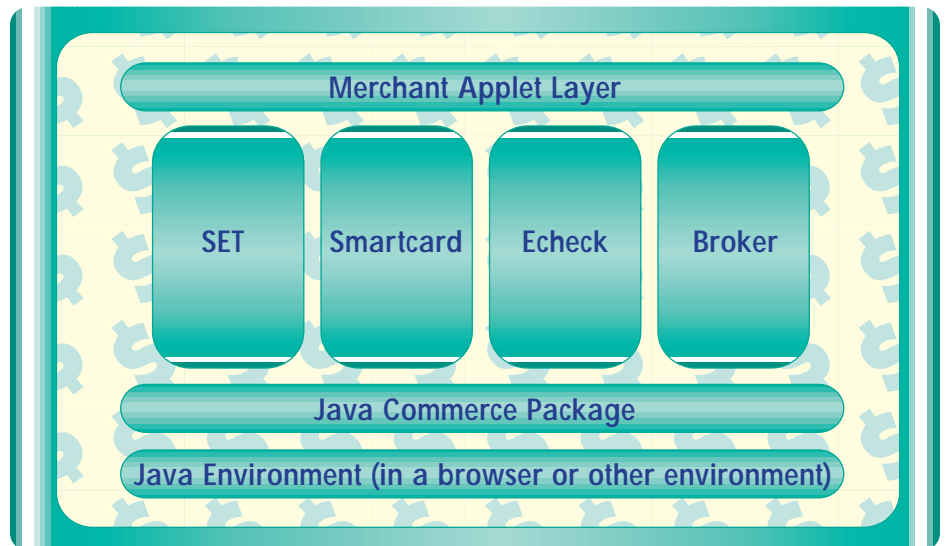 Merchant Applet Layer
SET
Smartcard
Echeck
Broker
Java Commerce Package
Java Environment (in a browser or other environment)